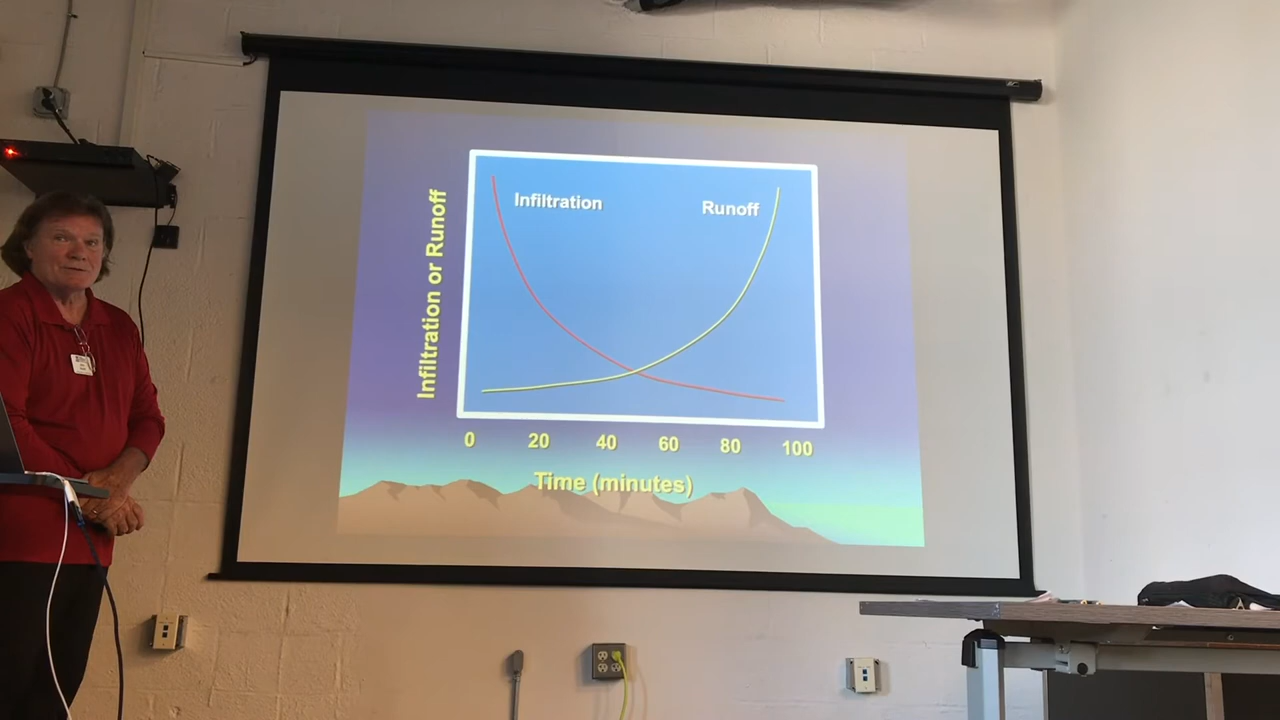 Infiltration
Runoff
Infiltration or Runoff
0 20 40 60 80 100
Time (minutes)